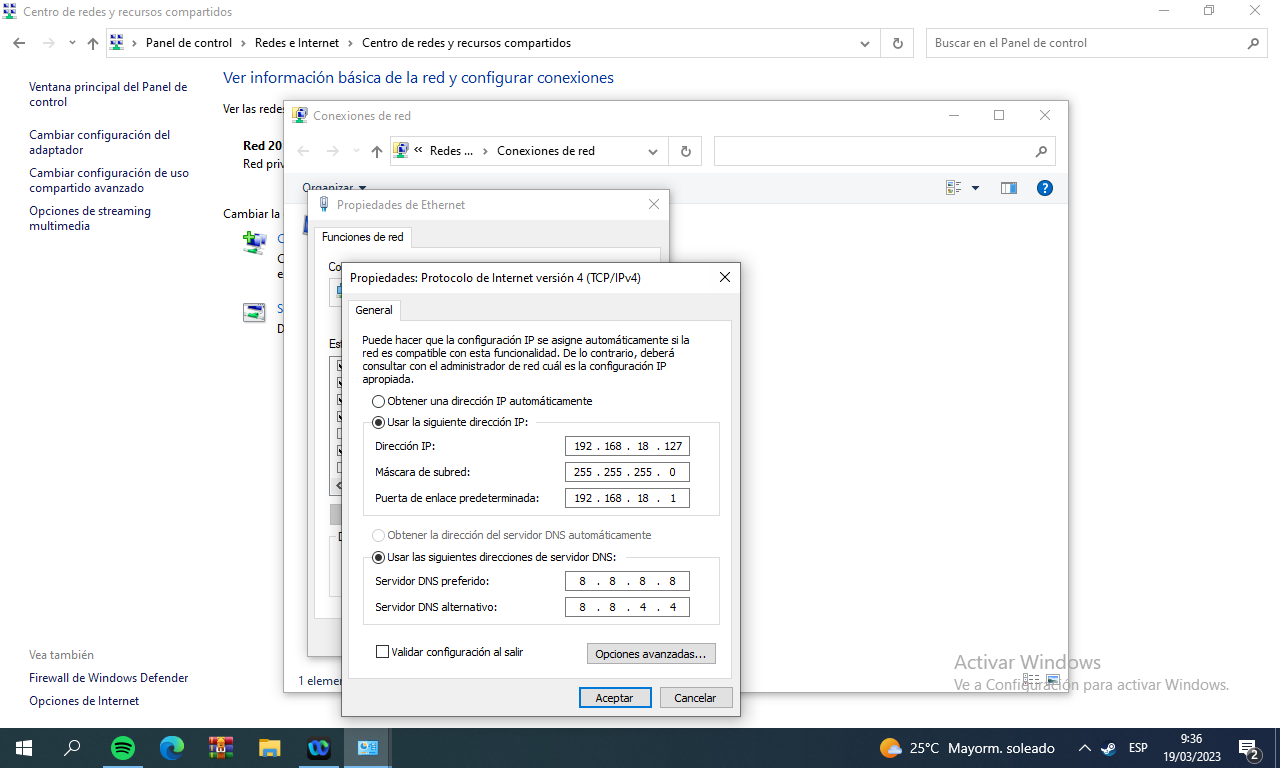 Centro de redes y recursos compartidos
Panel de control
Redes e Internet
Centro de redes y recursos compartidos
Buscar en el Panel de control
Ventana principal del Panel de
control
Cambiar configuración del
adaptador
Cambiar configuración de uso
compartido avanzado
Opciones de streaming
multimedia
Ver información básica de la red y configurar conexiones
Ver las redes
Red 20
Red priv
Cambiar la
Conexiones de red
« Redes ...
Conexiones de red
Organizar
Propiedades de Ethernet
Funciones de red
Co
Propiedades: Protocolo de Internet versión 4 (TCP/IPv4)
General
Puede hacer que la configuración IP se asigne automáticamente si la
red es compatible con esta funcionalidad. De lo contrario, deberá
consultar con el administrador de red cuál es la configuración IP
apropiada.
Obtener una dirección IP automáticamente
Usar la siguiente dirección IP:
Dirección IP: 192 . 168 . 18 . 127
Máscara de subred: 255 . 255 . 255 . 0
Puerta de enlace predeterminada: 192 . 168 . 18 . 1
Obtener la dirección del servidor DNS automáticamente
Usar las siguientes direcciones de servidor DNS:
Servidor DNS preferido: 8 . 8 . 8 . 8
Servidor DNS alternativo: 8 . 8 . 4 . 4
Validar configuración al salir
Opciones avanzadas...
Aceptar
Cancelar
Vea también
Firewall de Windows Defender
Opciones de Internet
1 elemen
Activar Windows
Ve a Configuración para activar Windows.
25°C Mayorm. soleado
ESP
9:36
19/03/2023
2